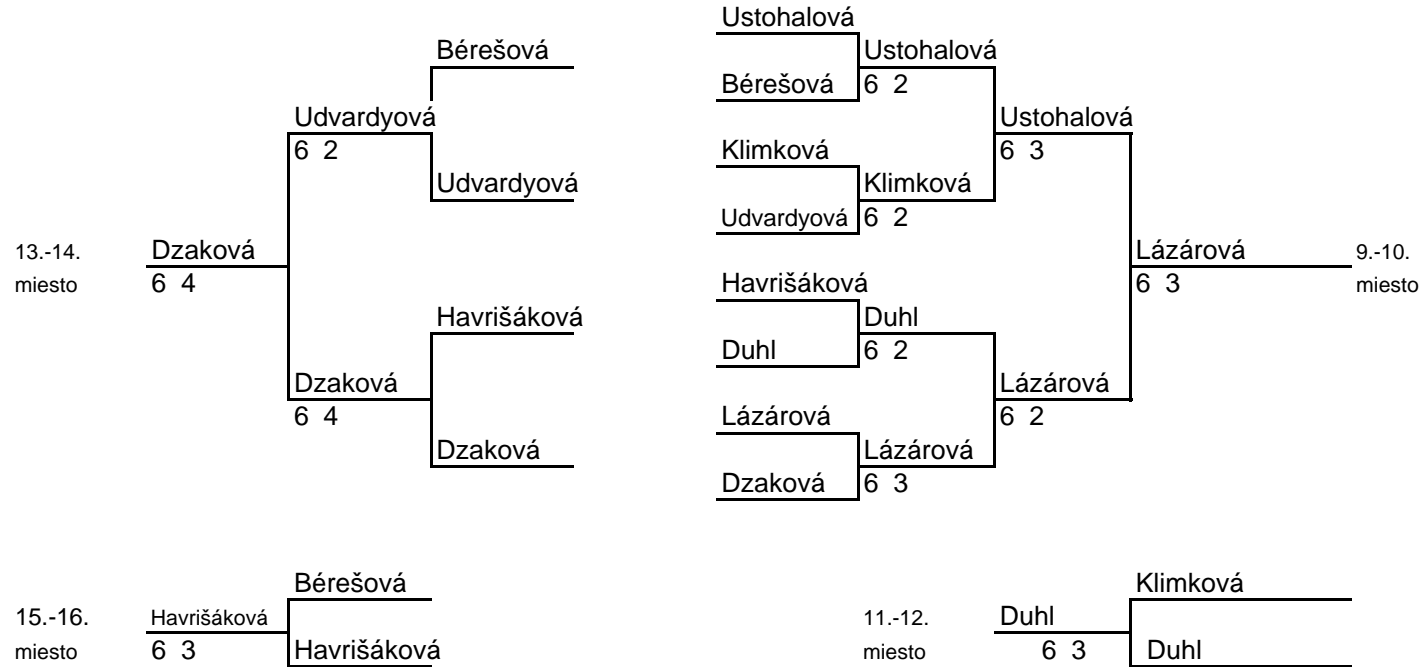 Ustohalová
Bérešová Ustohalová
Bérešová 6 2
Udvardyová Ustohalová
6 2 Klimková 6 3
Udvardyová Klimková
Udvardyová 6 2
13.-14. Dzaková Lázárová 9.-10.
miesto 6 4 Havrišáková 6 3 miesto
Havrišáková Duhl
Duhl 6 2
Dzaková Lázárová
6 4 Lázárová 6 2
Dzaková Lázárová
Dzaková 6 3
Bérešová Klimková
15.-16. Havrišáková 11.-12. Duhl
miesto 6 3 Havrišáková miesto 6 3 Duhl